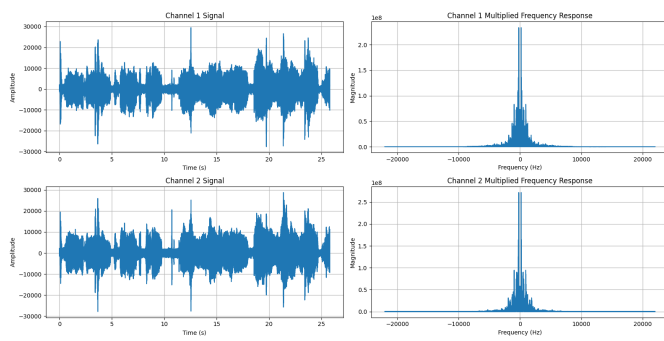 Channel 1 Signal
30000
20000
10000
0
−10000
−20000
−30000
Amplitude
0 5 10 15 20 25
Time (s)
Channel 1 Multiplied Frequency Response
1e8
2.0
1.5
1.0
0.5
0.0
Magnitude
−20000 −10000 0 10000 20000
Frequency (Hz)
Channel 2 Signal
30000
20000
10000
0
−10000
−20000
−30000
Amplitude
0 5 10 15 20 25
Time (s)
Channel 2 Multiplied Frequency Response
1e8
2.5
2.0
1.5
1.0
0.5
0.0
Magnitude
−20000 −10000 0 10000 20000
Frequency (Hz)